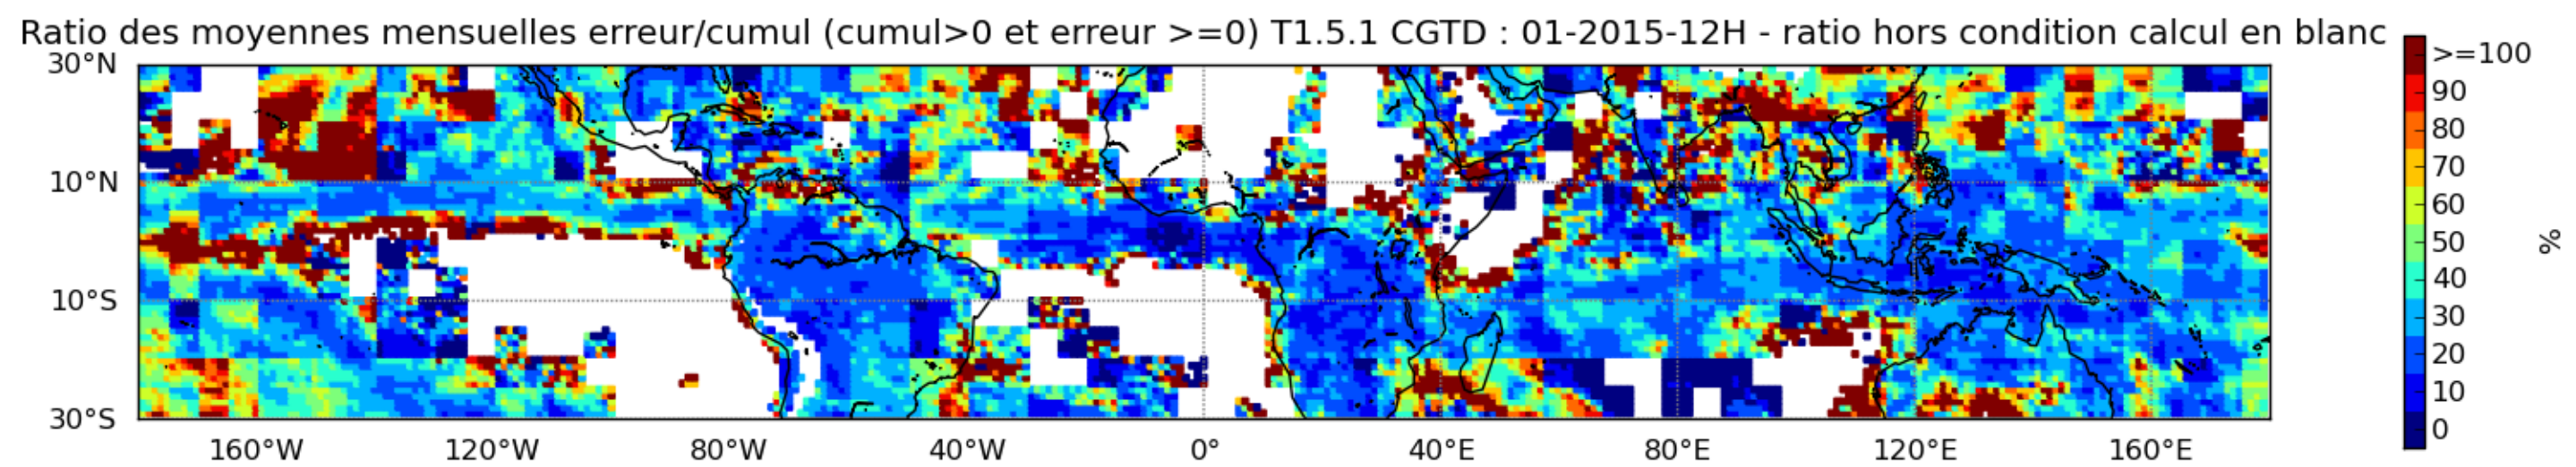 Ratio des moyennes mensuelles erreur/cumul (cumul>0 et erreur >=0) T1.5.1 CGTD : 01-2015-12H - ratio hors condition calcul en blanc
30°N
10°N
10°S
30°S
160°W 120°W 80°W 40°W 0° 40°E 80°E 120°E 160°E
>=100
90
80
70
60
50
40
30
20
10
0
%